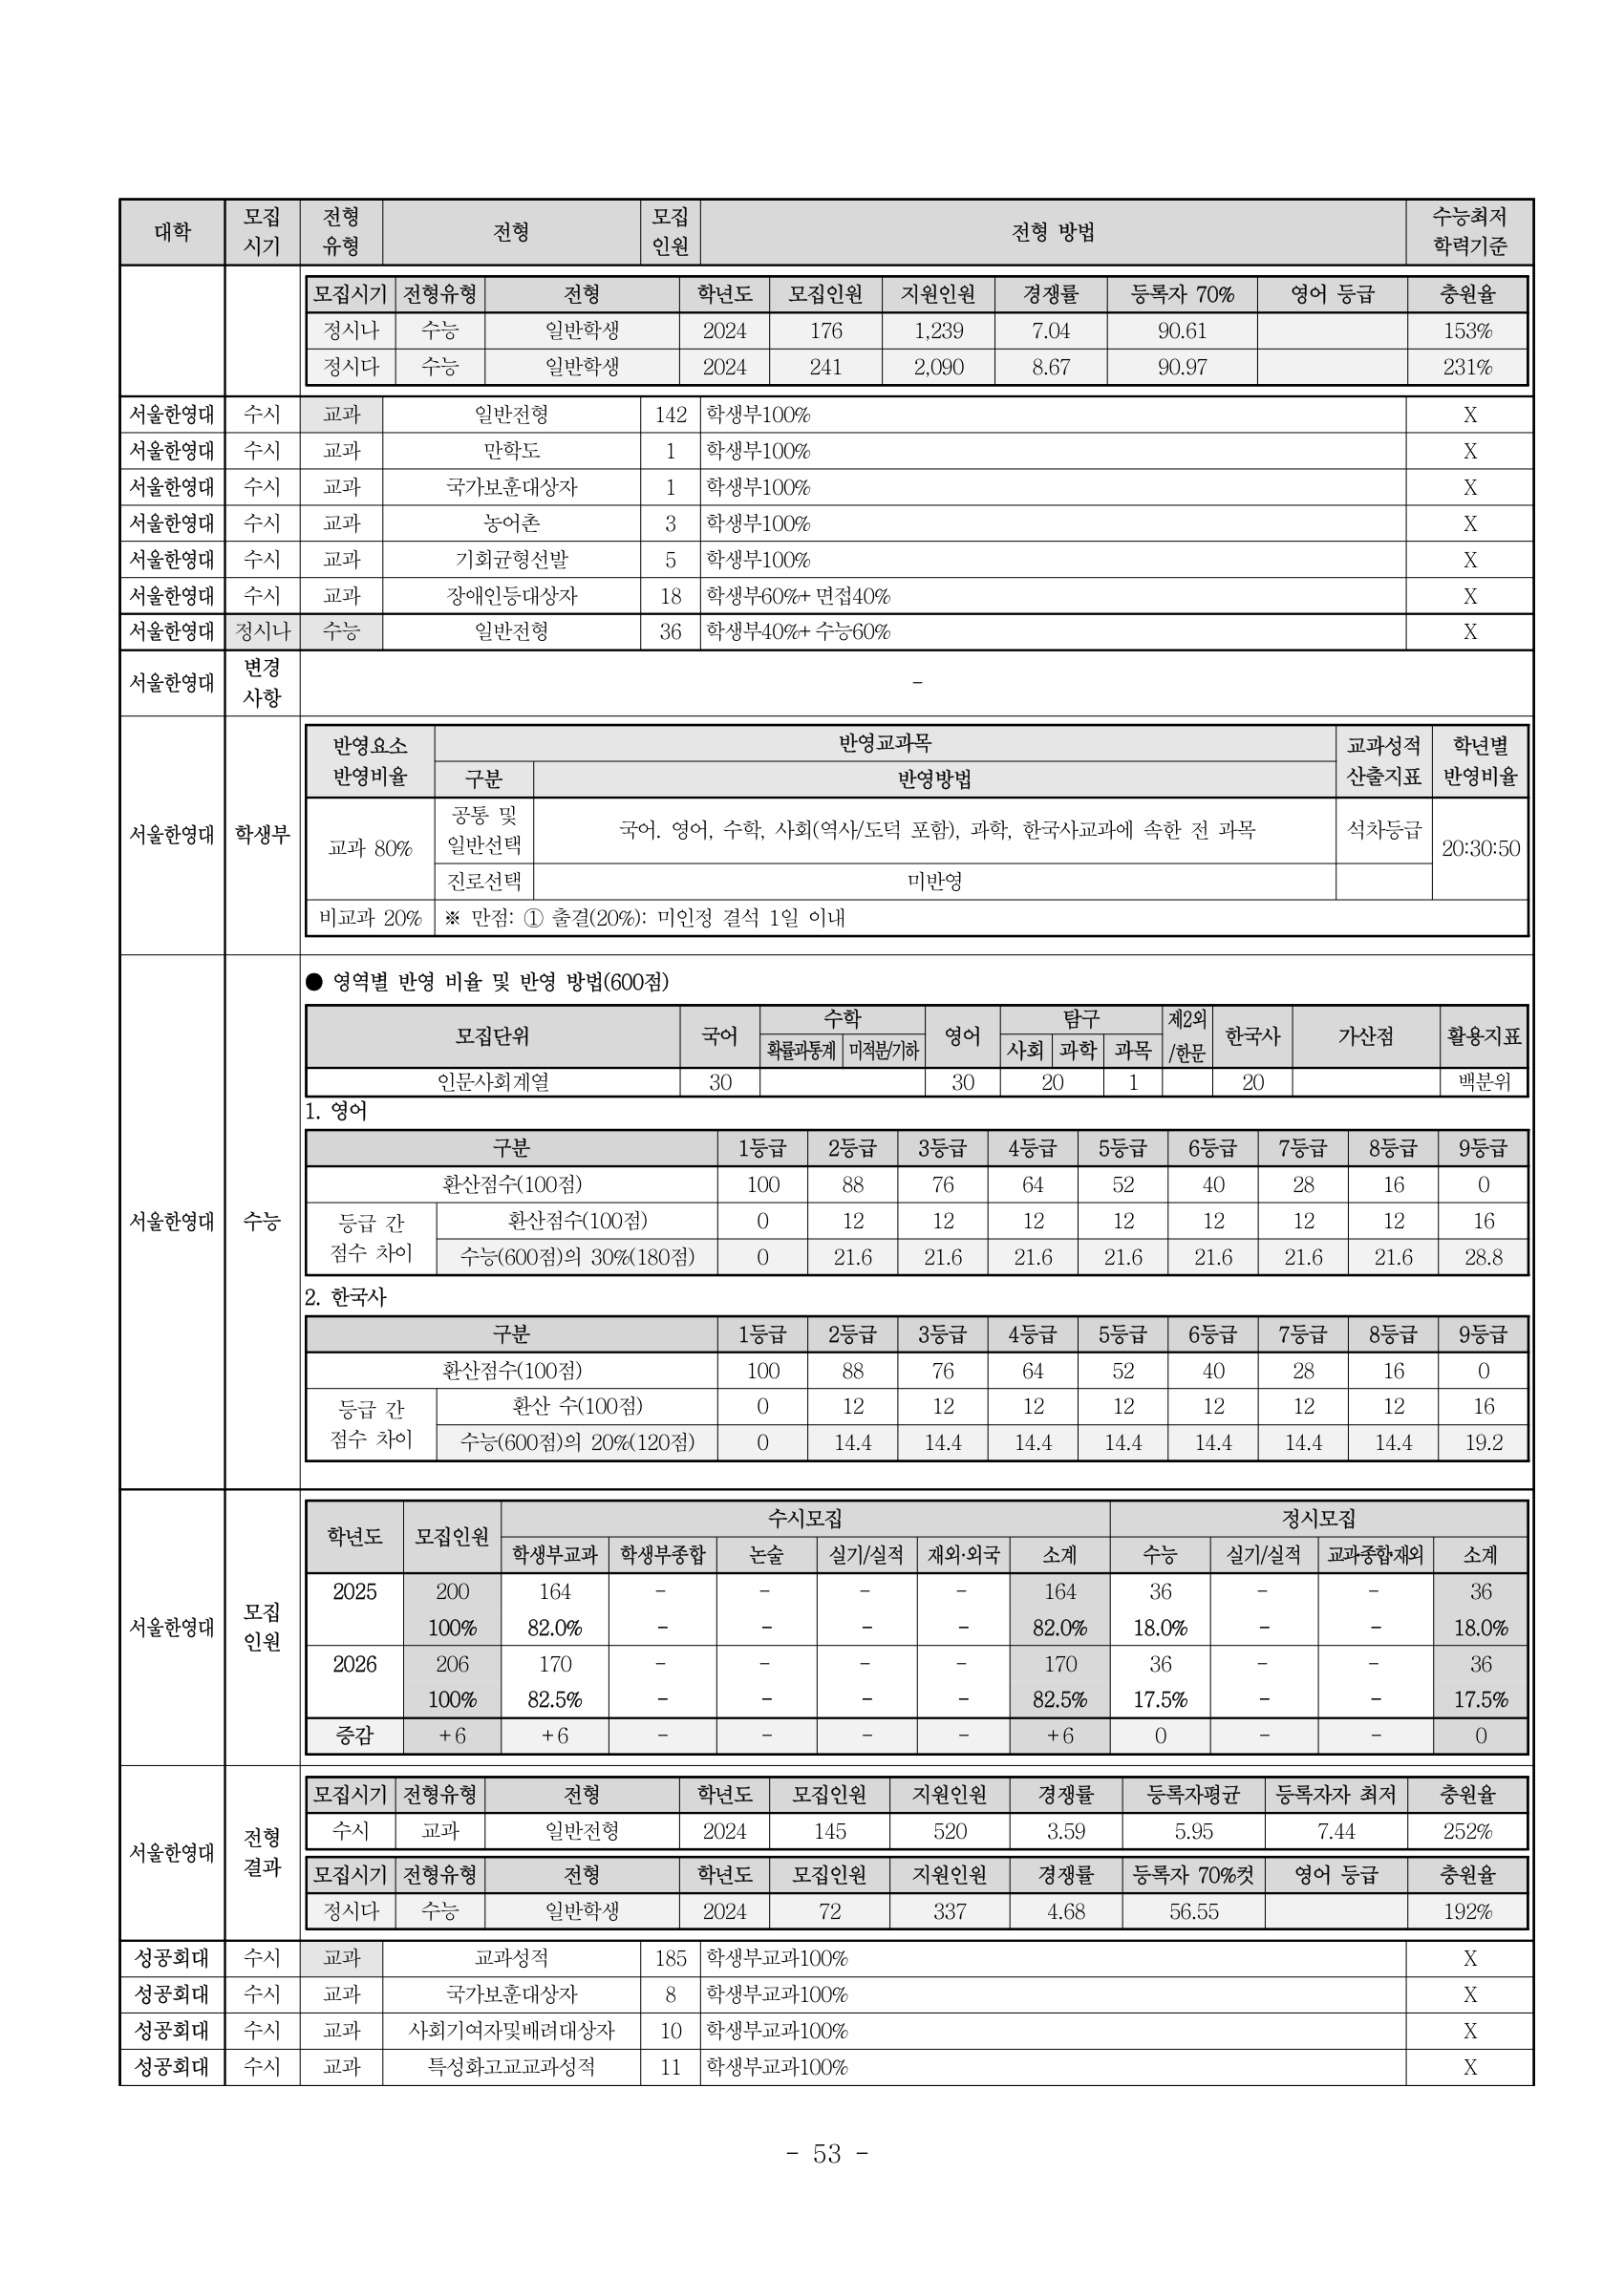 대학 모집시기 전형유형 전형 모집인원 전형 방법 수능최저학력기준
모집시기 전형유형 전형 학년도 모집인원 지원인원 경쟁률 등록자 70% 영어 등급 충원율
정시나 수능 일반학생 2024 176 1,239 7.04 90.61 153%
정시다 수능 일반학생 2024 241 2,090 8.67 90.97 231%
서울한영대 수시 교과 일반전형 142 학생부100% X
서울한영대 수시 교과 만학도 1 학생부100% X
서울한영대 수시 교과 국가보훈대상자 1 학생부100% X
서울한영대 수시 교과 농어촌 3 학생부100% X
서울한영대 수시 교과 기회균형선발 5 학생부100% X
서울한영대 수시 교과 장애인등대상자 18 학생부60%+면접40% X
서울한영대 정시나 수능 일반전형 36 학생부40%+수능60% X
서울한영대 변경사항 -
서울한영대 학생부
반영요소 반영비율 반영교과목 교과성적 산출지표 학년별 반영비율
구분 반영방법
교과 80% 공통 및 일반선택 국어. 영어, 수학, 사회(역사/도덕 포함), 과학, 한국사교과에 속한 전 과목 석차등급 20:30:50
진로선택 미반영
비교과 20% ※ 만점: ① 출결(20%): 미인정 결석 1일 이내
서울한영대 수능
● 영역별 반영 비율 및 반영 방법(600점)
모집단위 국어 수학 영어 탐구 제2외/한문 한국사 가산점 활용지표
확률과통계 미적분/기하 사회 과학 과목
인문사회계열 30 30 20 1 20 백분위
1. 영어
구분 1등급 2등급 3등급 4등급 5등급 6등급 7등급 8등급 9등급
환산점수(100점) 100 88 76 64 52 40 28 16 0
등급 간 점수 차이 환산점수(100점) 0 12 12 12 12 12 12 12 16
수능(600점)의 30%(180점) 0 21.6 21.6 21.6 21.6 21.6 21.6 21.6 28.8
2. 한국사
구분 1등급 2등급 3등급 4등급 5등급 6등급 7등급 8등급 9등급
환산점수(100점) 100 88 76 64 52 40 28 16 0
등급 간 점수 차이 환산 수(100점) 0 12 12 12 12 12 12 12 16
수능(600점)의 20%(120점) 0 14.4 14.4 14.4 14.4 14.4 14.4 14.4 19.2
서울한영대 모집인원
학년도 모집인원 수시모집 정시모집
학생부교과 학생부종합 논술 실기/실적 재외·외국 소계 수능 실기/실적 교과·종합·재외 소계
2025 200 164 - - - - 164 36 - - 36
100% 82.0% - - - - 82.0% 18.0% - - 18.0%
2026 206 170 - - - - 170 36 - - 36
100% 82.5% - - - - 82.5% 17.5% - - 17.5%
증감 +6 +6 - - - - +6 0 - - 0
서울한영대 전형결과
모집시기 전형유형 전형 학년도 모집인원 지원인원 경쟁률 등록자평균 등록자자 최저 충원율
수시 교과 일반전형 2024 145 520 3.59 5.95 7.44 252%
모집시기 전형유형 전형 학년도 모집인원 지원인원 경쟁률 등록자 70%컷 영어 등급 충원율
정시다 수능 일반학생 2024 72 337 4.68 56.55 192%
성공회대 수시 교과 교과성적 185 학생부교과100% X
성공회대 수시 교과 국가보훈대상자 8 학생부교과100% X
성공회대 수시 교과 사회기여자및배려대상자 10 학생부교과100% X
성공회대 수시 교과 특성화고교교과성적 11 학생부교과100% X
- 53 -